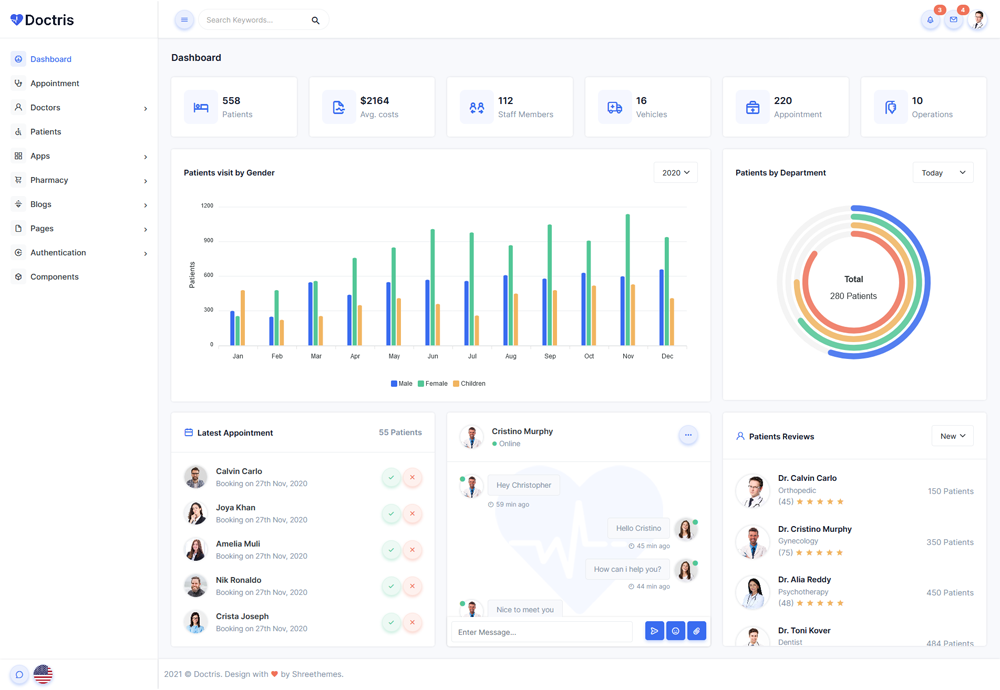 Doctris
Search Keywords...
3
4
Dashboard
Appointment
Doctors
Patients
Apps
Pharmacy
Blogs
Pages
Authentication
Components
Dashboard
558
Patients
$2164
Avg. costs
112
Staff Members
16
Vehicles
220
Appointment
10
Operations
Patients visit by Gender
2020
1200
900
600
300
0
Patients
Jan Feb Mar Apr May Jun Jul Aug Sep Oct Nov Dec
Male Female Children
Patients by Department
Today
Total
280 Patients
Latest Appointment
55 Patients
Calvin Carlo
Booking on 27th Nov, 2020
Joya Khan
Booking on 27th Nov, 2020
Amelia Muli
Booking on 27th Nov, 2020
Nik Ronaldo
Booking on 27th Nov, 2020
Crista Joseph
Booking on 27th Nov, 2020
Cristino Murphy
Online
Hey Christopher
59 min ago
Hello Cristino
45 min ago
How can i help you?
44 min ago
Nice to meet you
Enter Message...
Patients Reviews
New
Dr. Calvin Carlo
Orthopedic
(45) ★ ★ ★ ★ ★
150 Patients
Dr. Cristino Murphy
Gynecology
(75) ★ ★ ★ ★ ★
350 Patients
Dr. Alia Reddy
Psychotherapy
(48) ★ ★ ★ ★ ★
450 Patients
Dr. Toni Kover
Dentist
484 Patients
2021 © Doctris. Design with ♥ by Shreethemes.